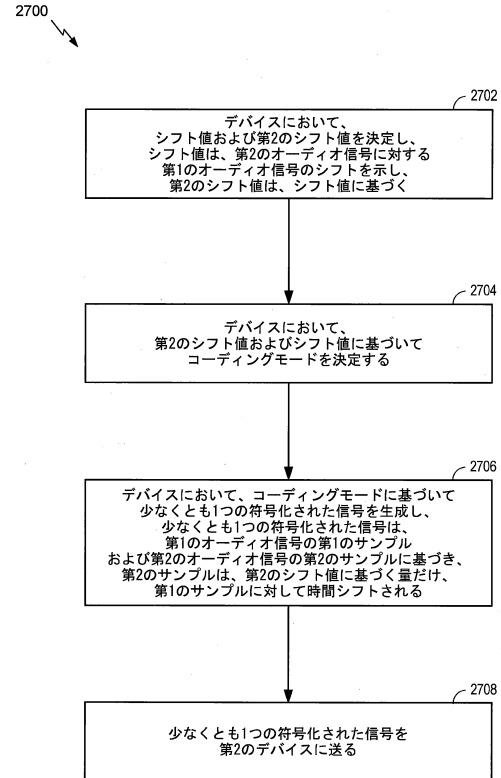 2700
2702
デバイスにおいて、
シフト値および第2のシフト値を決定し、
シフト値は、第2のオーディオ信号に対する
第1のオーディオ信号のシフトを示し、
第2のシフト値は、シフト値に基づく
2704
デバイスにおいて、
第2のシフト値およびシフト値に基づいて
コーディングモードを決定する
2706
デバイスにおいて、コーディングモードに基づいて
少なくとも1つの符号化された信号を生成し、
少なくとも1つの符号化された信号は、
第1のオーディオ信号の第1のサンプル
および第2のオーディオ信号の第2のサンプルに基づき、
第2のサンプルは、第2のシフト値に基づく量だけ、
第1のサンプルに対して時間シフトされる
2708
少なくとも1つの符号化された信号を
第2のデバイスに送る